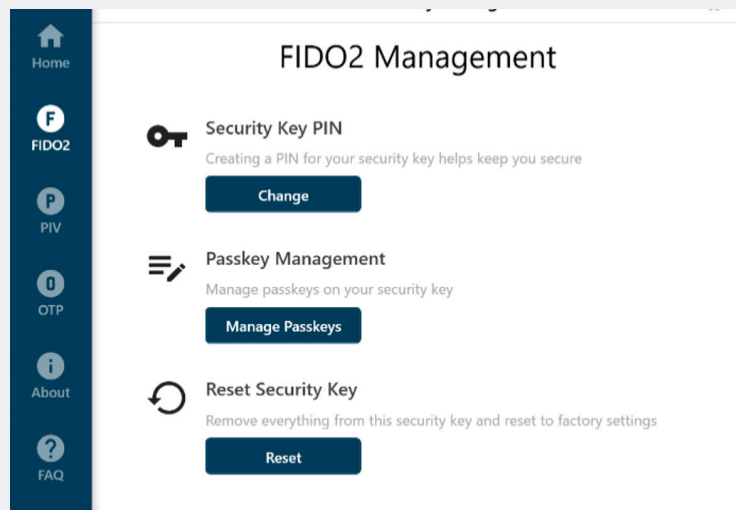 Home
F
FIDO2
P
PIV
O
OTP
i
About
?
FAQ
FIDO2 Management
Security Key PIN
Creating a PIN for your security key helps keep you secure
Change
Passkey Management
Manage passkeys on your security key
Manage Passkeys
Reset Security Key
Remove everything from this security key and reset to factory settings
Reset